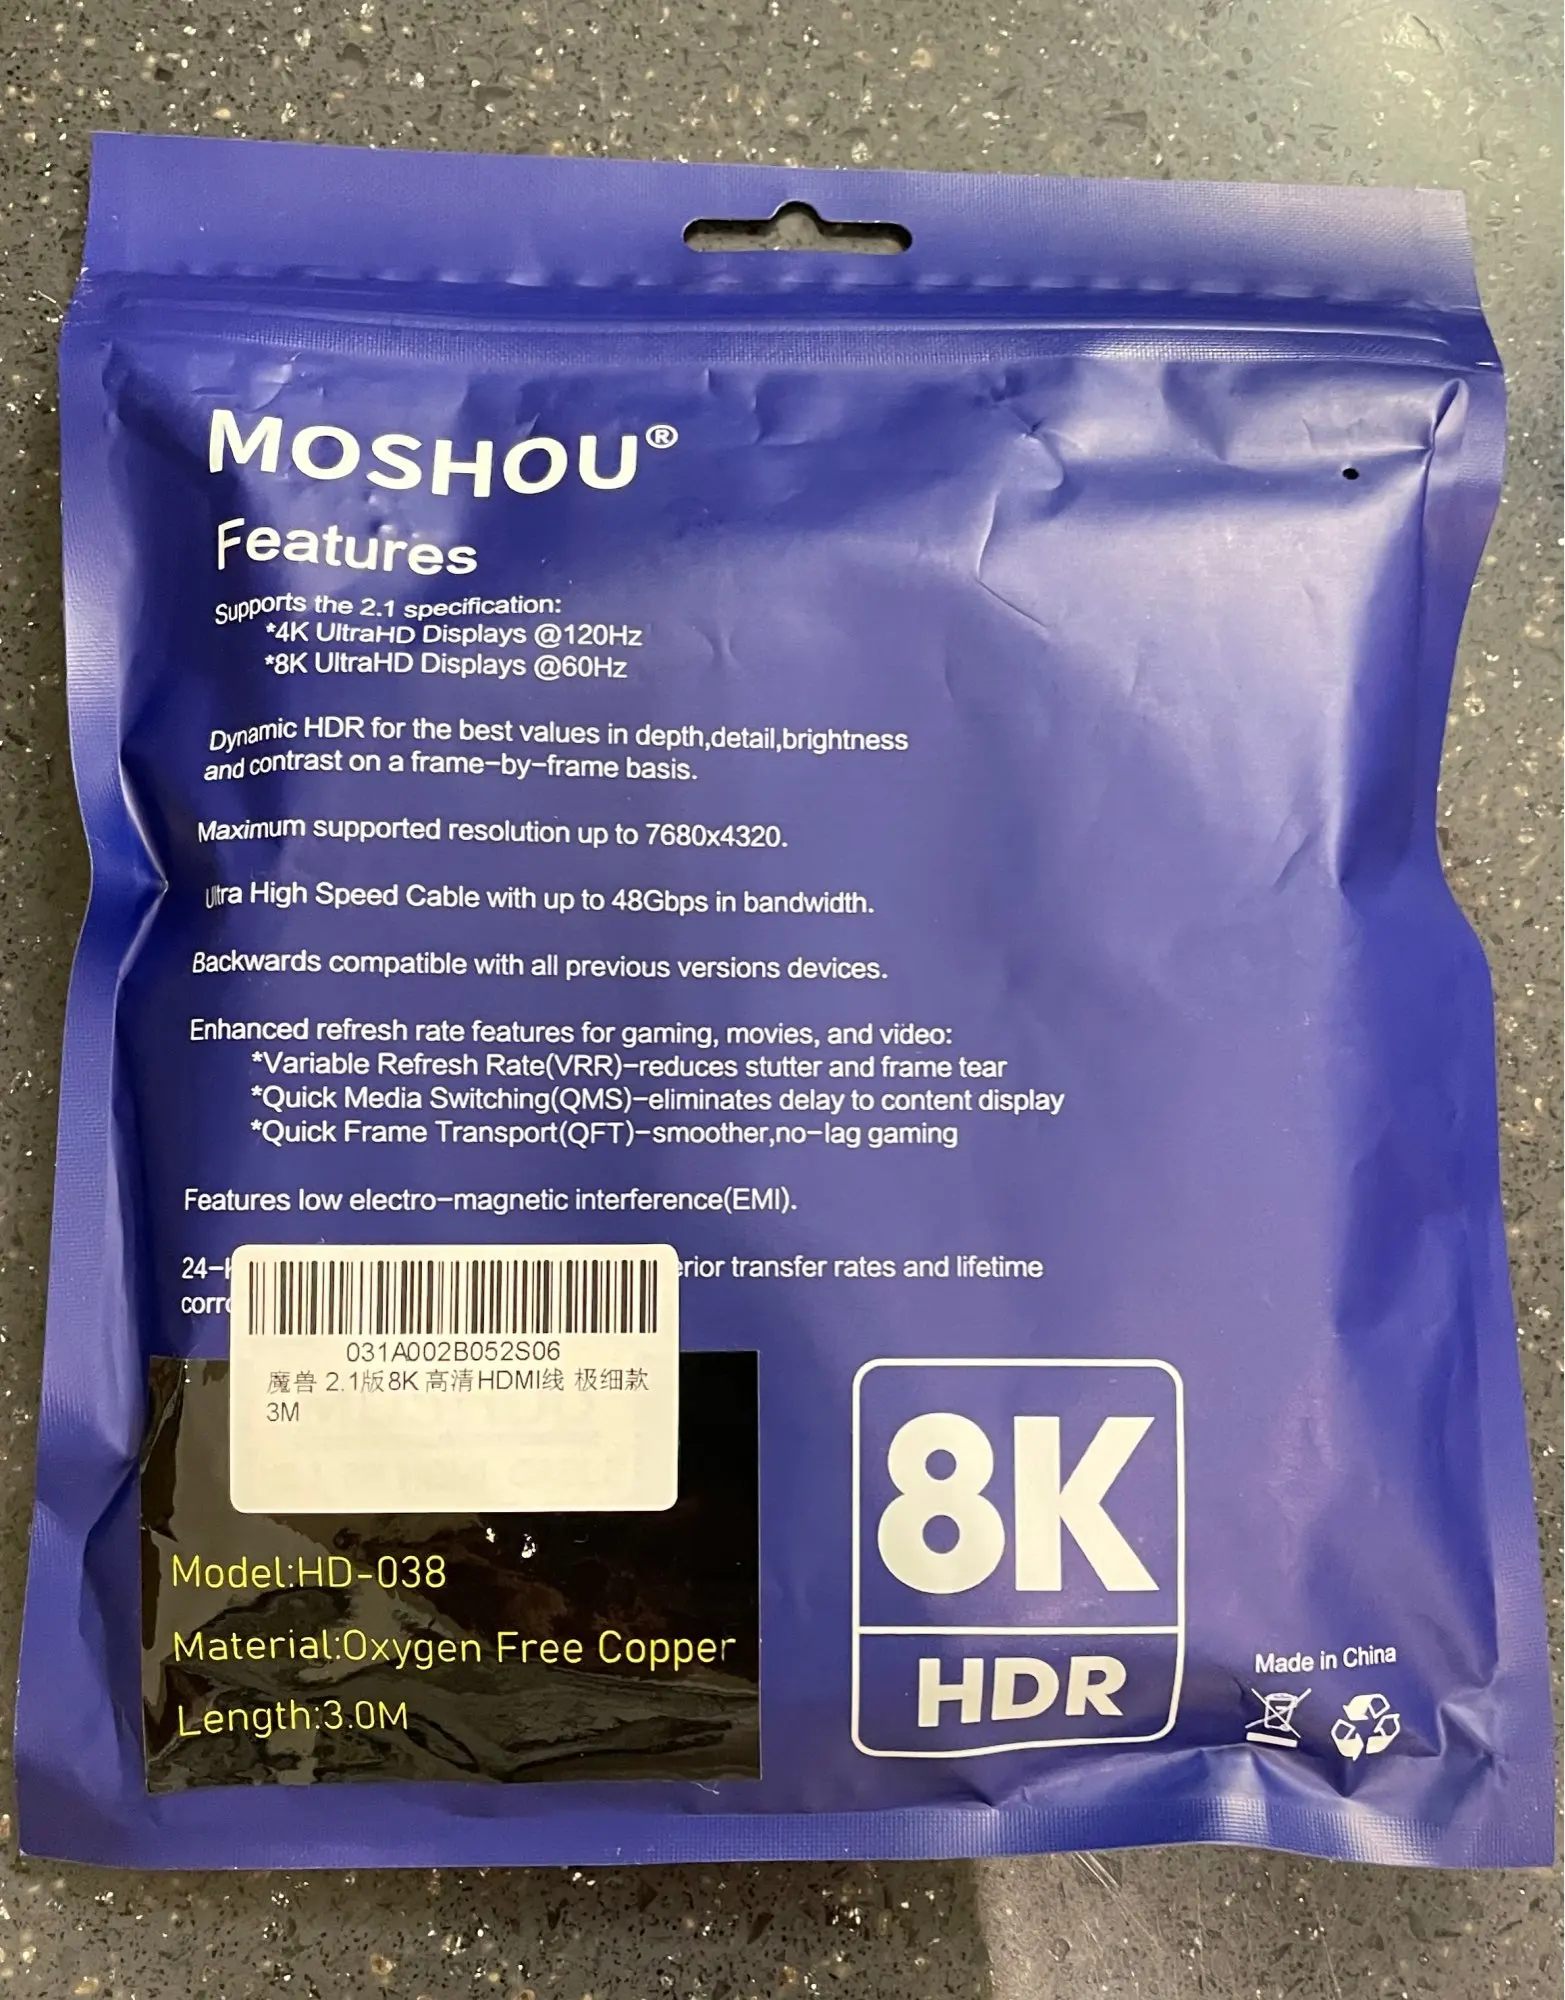 MOSHOU®
Features
Supports the 2.1 specification:
*4K UltraHD Displays @120Hz
*8K UltraHD Displays @60Hz
Dynamic HDR for the best values in depth,detail,brightness
and contrast on a frame-by-frame basis.
Maximum supported resolution up to 7680x4320.
Ultra High Speed Cable with up to 48Gbps in bandwidth.
Backwards compatible with all previous versions devices.
Enhanced refresh rate features for gaming, movies, and video:
*Variable Refresh Rate(VRR)-reduces stutter and frame tear
*Quick Media Switching(QMS)-eliminates delay to content display
*Quick Frame Transport(QFT)-smoother,no-lag gaming
Features low electro-magnetic interference(EMI).
24- transfer rates and lifetime
031A002B052S06
魔兽 2.1版8K 高清HDMI线 极细款
3M
Model:HD-038
Material:Oxygen Free Copper
Length:3.0M
8K
HDR
Made in China